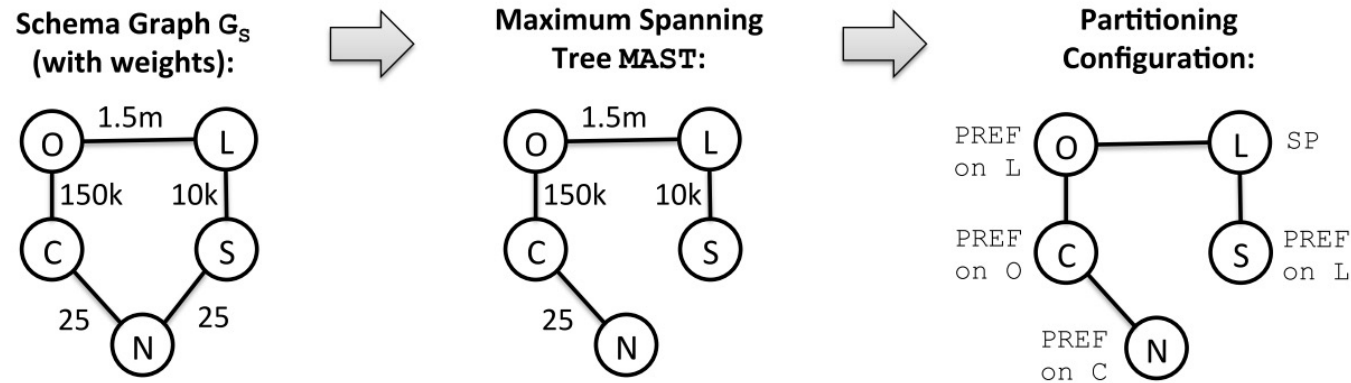 Schema Graph Gs
(with weights):
O
1.5m
L
150k
10k
C
S
25
25
N
Maximum Spanning
Tree MAST:
O
1.5m
L
150k
10k
C
S
25
N
Partitioning
Configuration:
PREF
on L
O
L
SP
PREF
on O
C
S
PREF
on L
PREF
on C
N